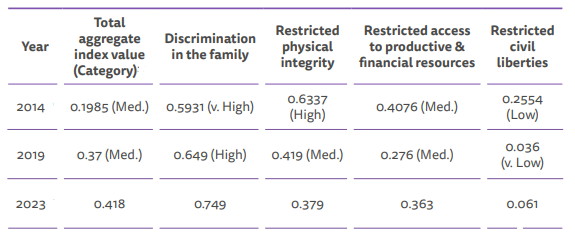 Year
Total
aggregate
index value
(Category)
Discrimination
in the family
Restricted
physical
integrity
Restricted access
to productive &
financial resources
Restricted
civil
liberties
2014
0.1985 (Med.)
0.5931 (v. High)
0.6337
(High)
0.4076 (Med.)
0.2554
(Low)
2019
0.37 (Med.)
0.649 (High)
0.419 (Med.)
0.276 (Med.)
0.036
(v. Low)
2023
0.418
0.749
0.379
0.363
0.061